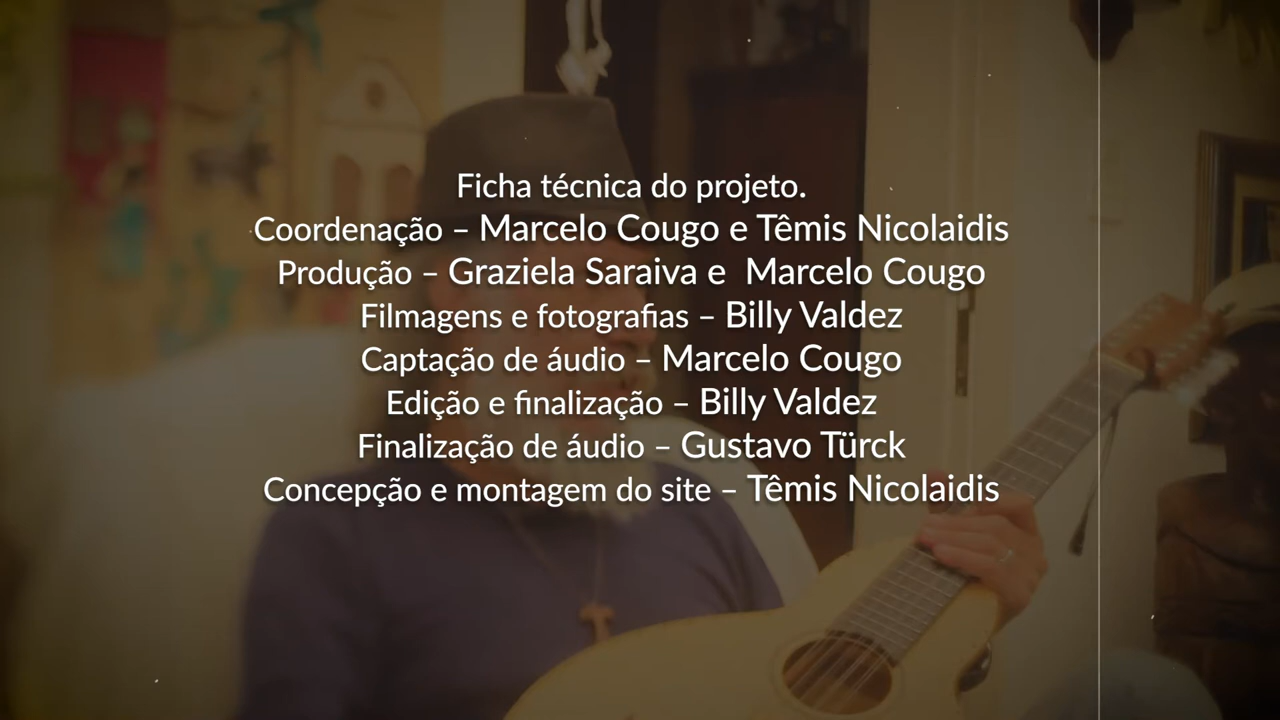 Ficha técnica do projeto.
Coordenação – Marcelo Cougo e Têmis Nicolaidis
Produção – Graziela Saraiva e  Marcelo Cougo
Filmagens e fotografias – Billy Valdez
Captação de áudio – Marcelo Cougo
Edição e finalização – Billy Valdez
Finalização de áudio – Gustavo Türck
Concepção e montagem do site – Têmis Nicolaidis